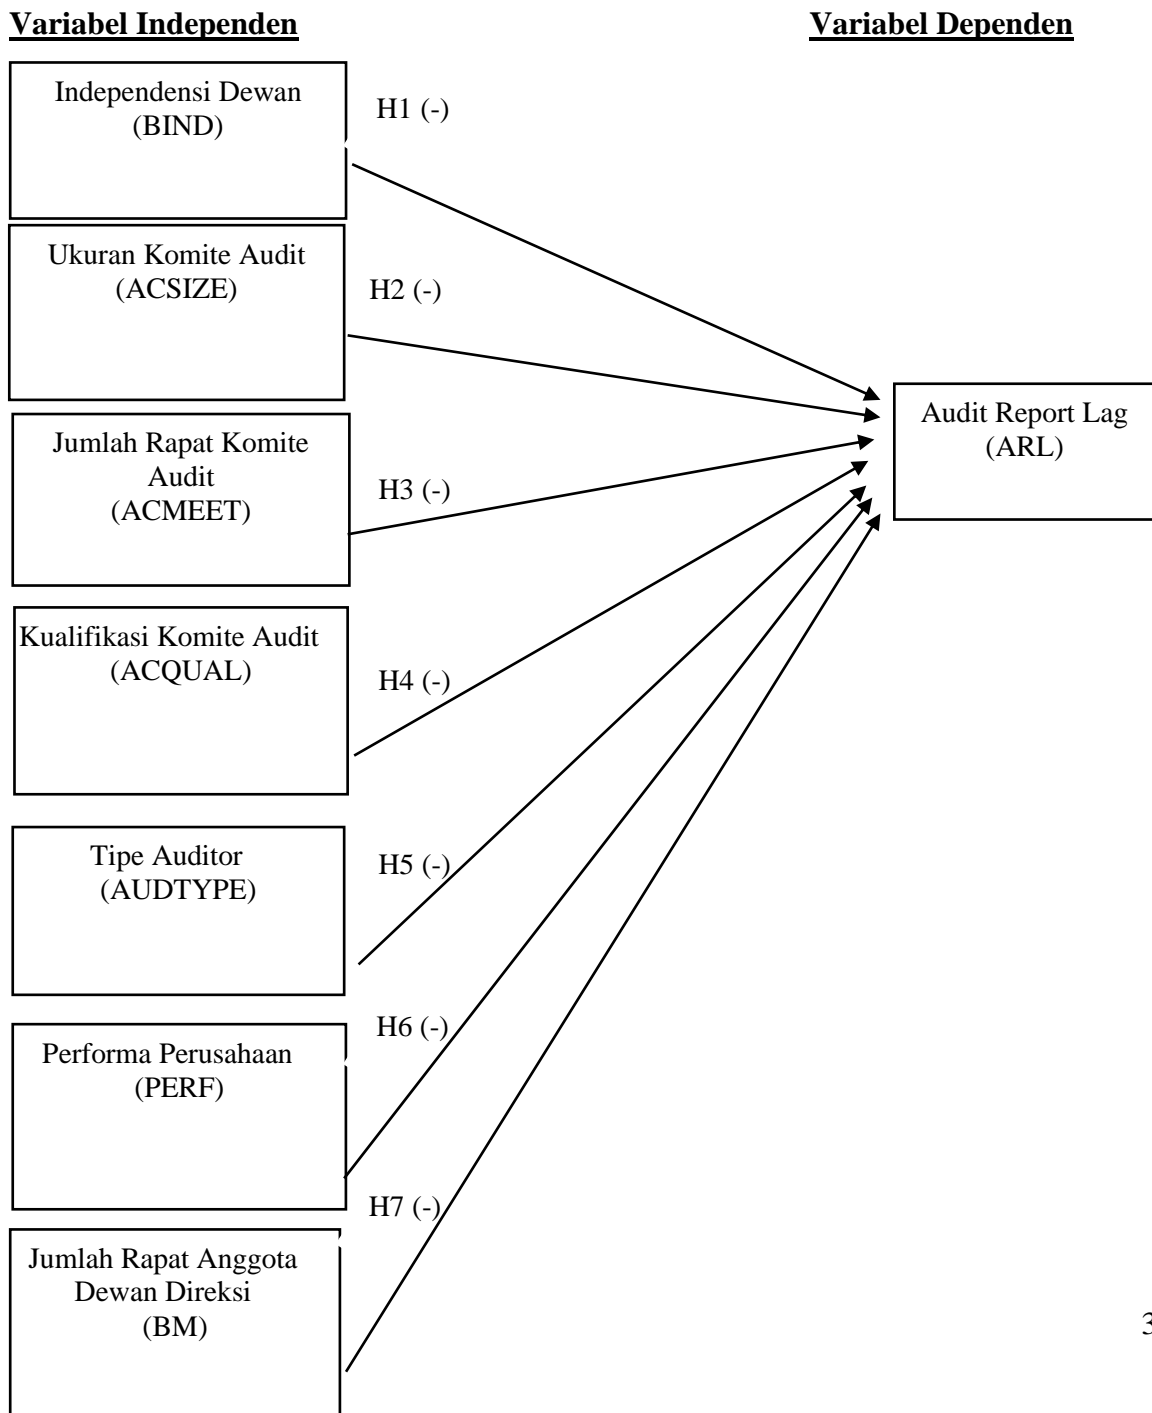 Variabel Independen
Variabel Dependen
Independensi Dewan
(BIND)
H1 (-)
Ukuran Komite Audit
(ACSIZE)
H2 (-)
Audit Report Lag
(ARL)
Jumlah Rapat Komite
Audit
(ACMEET)
H3 (-)
Kualifikasi Komite Audit
(ACQUAL)
H4 (-)
Tipe Auditor
(AUDTYPE)
H5 (-)
Performa Perusahaan
(PERF)
H6 (-)
Jumlah Rapat Anggota
Dewan Direksi
(BM)
H7 (-)
3